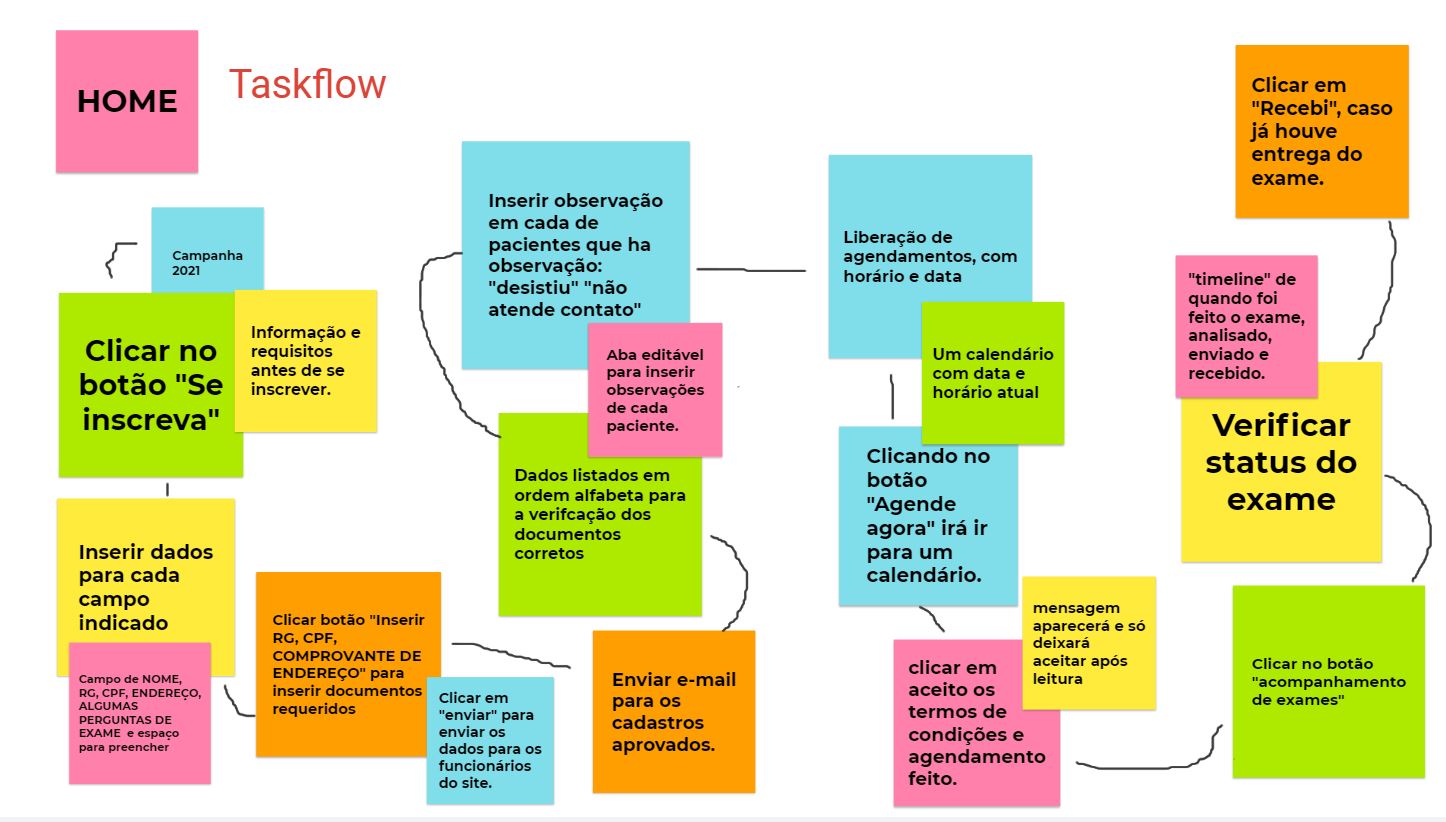 HOME
Taskflow
Campanha
2021
Clicar no
botão "Se
inscreva"
Informação e
requisitos
antes de se
inscrever.
Inserir dados
para cada
campo
indicado
Campo de NOME,
RG, CPF, ENDEREÇO,
ALGUMAS
PERGUNTAS DE
EXAME e espaço
para preencher
Clicar botão "Inserir
RG, CPF,
COMPROVANTE DE
ENDEREÇO" para
inserir documentos
requeridos
Clicar em
"enviar" para
enviar os
dados para os
funcionários
do site.
Enviar e-mail
para os
cadastros
aprovados.
Dados listados em
ordem alfabeta para
a verifcação dos
documentos
corretos
Inserir observação
em cada de
pacientes que ha
observação:
"desistiu" "não
atende contato"
Aba editável
para inserir
observações
de cada
paciente.
Liberação de
agendamentos, com
horário e data
Um calendário
com data e
horário atual
Clicando no
botão
"Agende
agora" irá ir
para um
calendário.
clicar em
aceito os
termos de
condições e
agendamento
feito.
mensagem
aparecerá e só
deixará
aceitar após
leitura
Clicar no botão
"acompanhamento
de exames"
Verificar
status do
exame
"timeline" de
quando foi
feito o exame,
analisado,
enviado e
recebido.
Clicar em
"Recebi", caso
já houve
entrega do
exame.